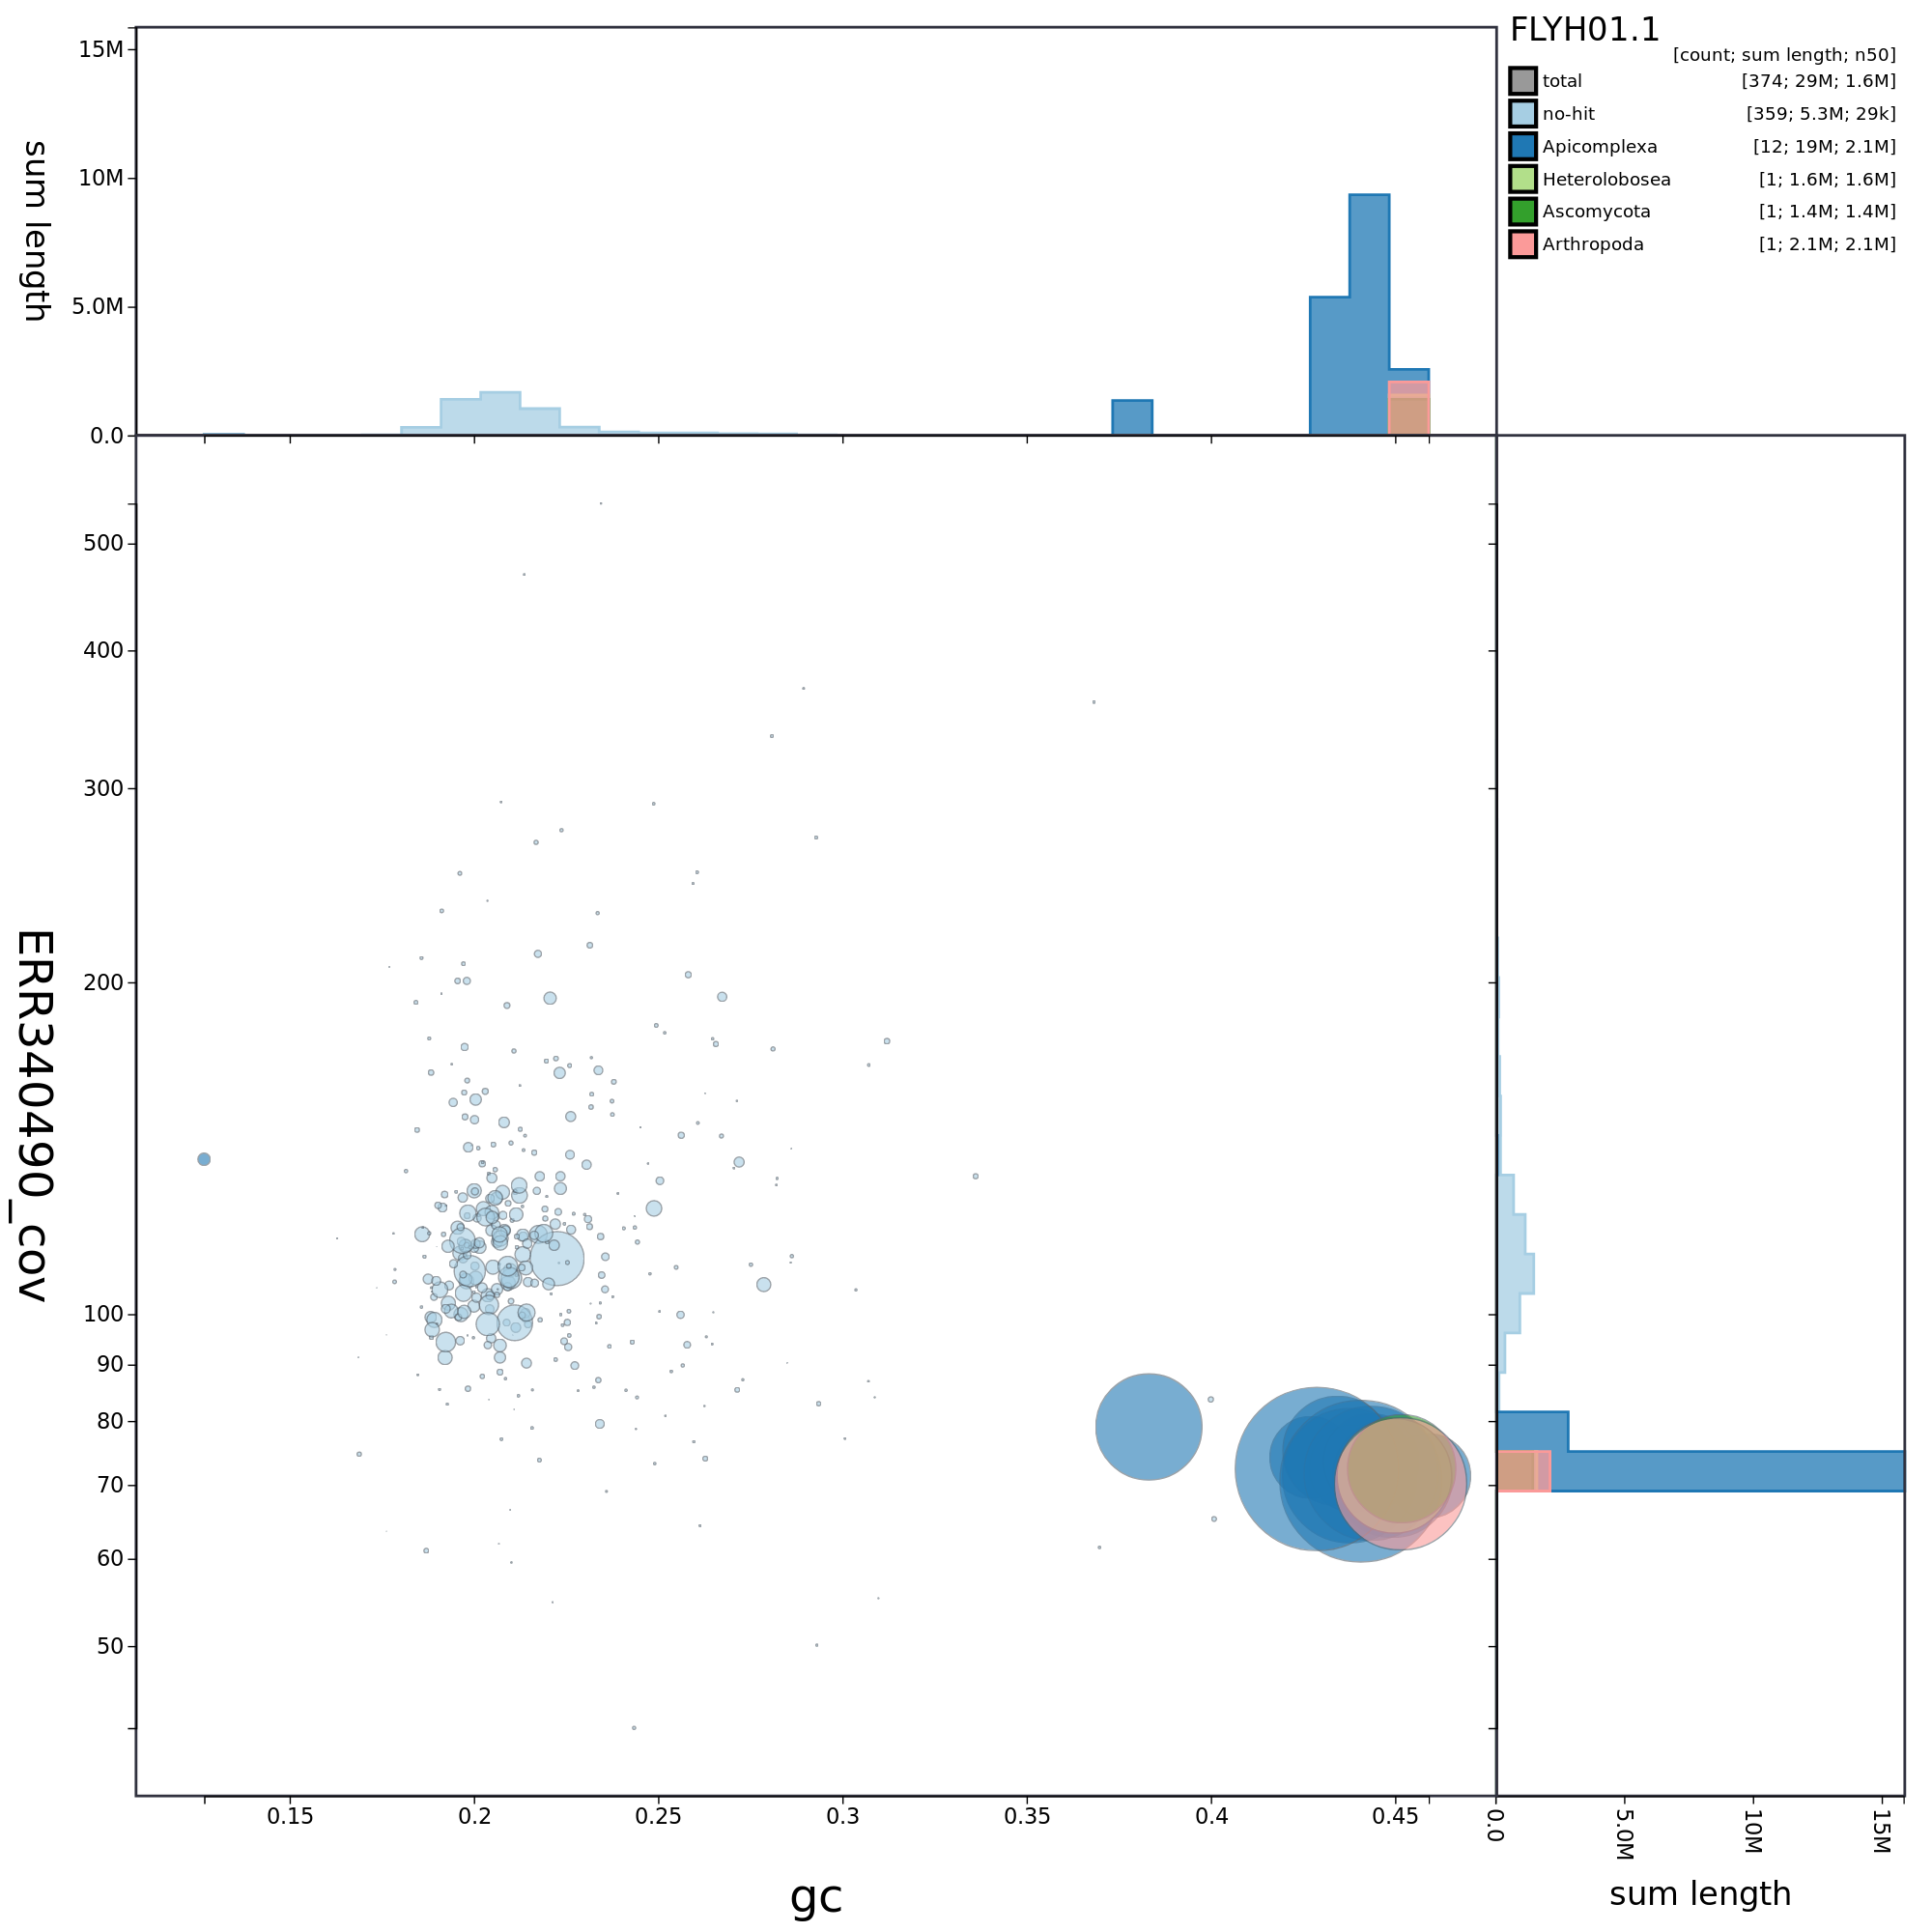 FLYH01.1
[count; sum length; n50]
total [374; 29M; 1.6M]
no-hit [359; 5.3M; 29k]
Apicomplexa [12; 19M; 2.1M]
Heterolobosea [1; 1.6M; 1.6M]
Ascomycota [1; 1.4M; 1.4M]
Arthropoda [1; 2.1M; 2.1M]
sum length
15M
10M
5.0M
0.0
ERR340490_cov
500
400
300
200
100
90
80
70
60
50
0.15 0.2 0.25 0.3 0.35 0.4 0.45
gc
0.0 5.0M 10M 15M
sum length